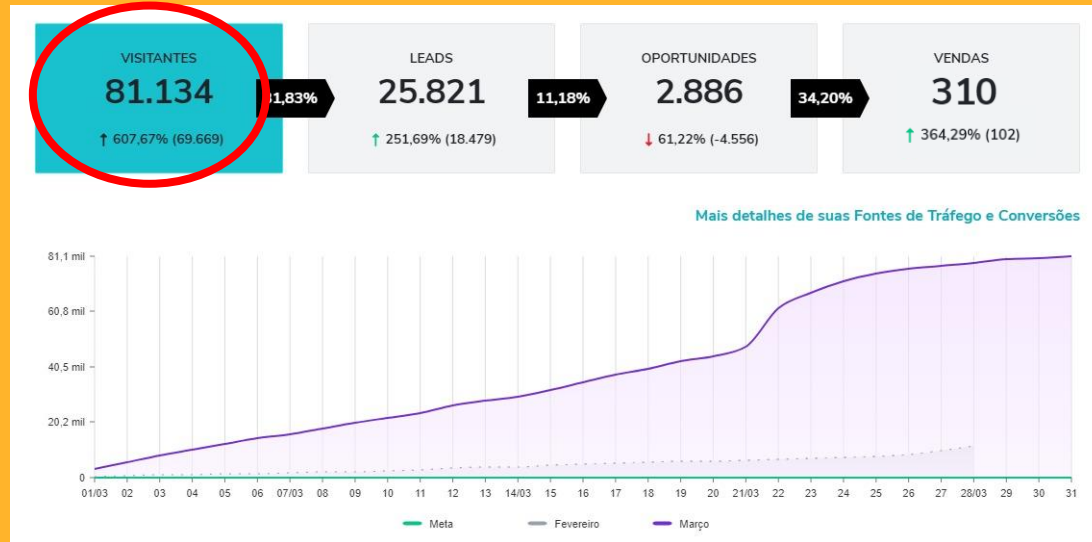 VISITANTES
81.134
↑ 607,67% (69.669)
31,83%
LEADS
25.821
↑ 251,69% (18.479)
11,18%
OPORTUNIDADES
2.886
↓ 61,22% (-4.556)
34,20%
VENDAS
310
↑ 364,29% (102)
Mais detalhes de suas Fontes de Tráfego e Conversões
81,1 mil
60,8 mil
40,5 mil
20,2 mil
0
01/03 02 03 04 05 06 07/03 08 09 10 11 12 13 14/03 15 16 17 18 19 20 21/03 22 23 24 25 26 27 28/03 29 30 31
Meta Fevereiro Março